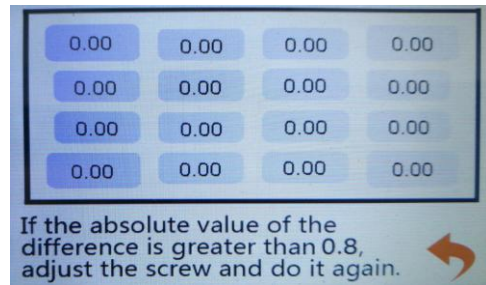 0.00 0.00 0.00 0.00
0.00 0.00 0.00 0.00
0.00 0.00 0.00 0.00
0.00 0.00 0.00 0.00
If the absolute value of the
difference is greater than 0.8,
adjust the screw and do it again.